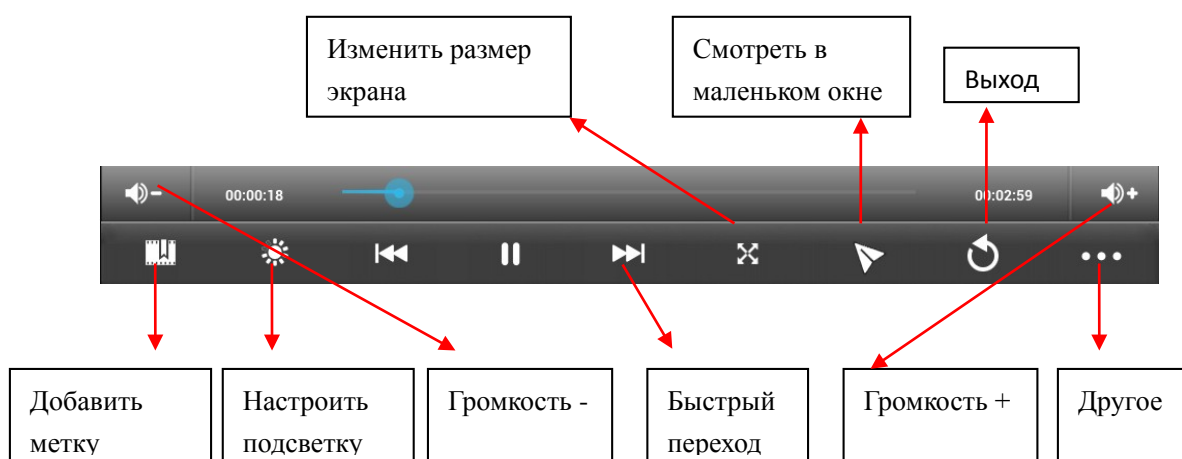 Изменить размер
экрана
Смотреть в
маленьком окне
Выход
00:00:18
00:02:59
Добавить
метку
Настроить
подсветку
Громкость -
Быстрый
переход
Громкость +
Другое